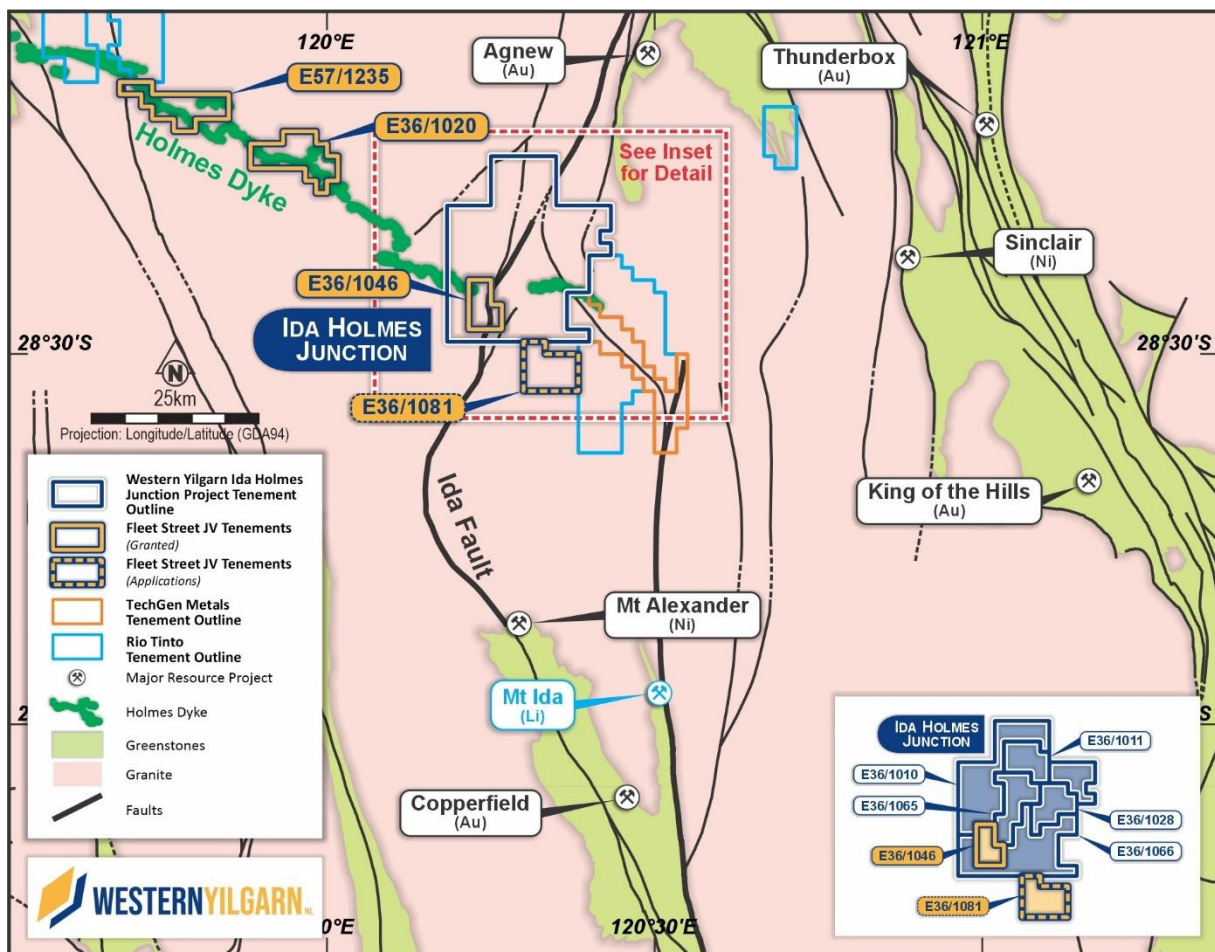 120°E
Agnew
(Au)
Thunderbox
(Au)
121°E
E57/1235
E36/1020
Holmes Dyke
See Inset
for Detail
Sinclair
(Ni)
E36/1046
IDA HOLMES
JUNCTION
28°30'S
28°30'S
N
25km
Projection: Longitude/Latitude (GDA94)
E36/1081
Ida Fault
King of the Hills
(Au)
Western Yilgarn Ida Holmes
Junction Project Tenement
Outline
Fleet Street JV Tenements
(Granted)
Fleet Street JV Tenements
(Applications)
TechGen Metals
Tenement Outline
Rio Tinto
Tenement Outline
Major Resource Project
Holmes Dyke
Greenstones
Granite
Faults
Mt Alexander
(Ni)
Mt Ida
(Li)
Copperfield
(Au)
IDA HOLMES
JUNCTION
E36/1011
E36/1010
E36/1065
E36/1028
E36/1046
E36/1066
E36/1081
WESTERNYILGARN NL
120°30'E